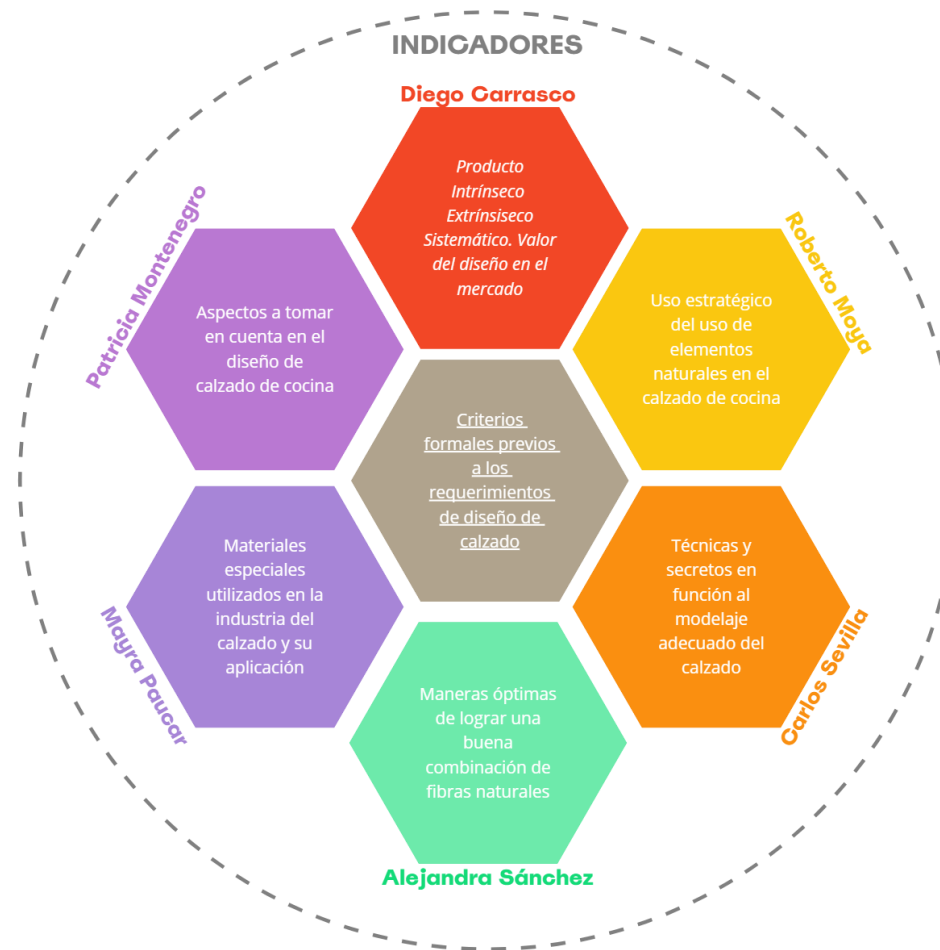 INDICADORES
Diego Carrasco
Producto
Intrínseco
Extrínsiseco
Sistemático. Valor
del diseño en el
mercado
Patricia Montenegro
Aspectos a tomar
en cuenta en el
diseño de
calzado de cocina
Roberto Moya
Uso estratégico
del uso de
elementos
naturales en el
calzado de cocina
Criterios
formales previos
a los
requerimientos
de diseño de
calzado
Mayra Paucar
Materiales
especiales
utilizados en la
industria del
calzado y su
aplicación
Carlos Sevilla
Técnicas y
secretos en
función al
modelaje
adecuado del
calzado
Maneras óptimas
de lograr una
buena
combinación de
fibras naturales
Alejandra Sánchez